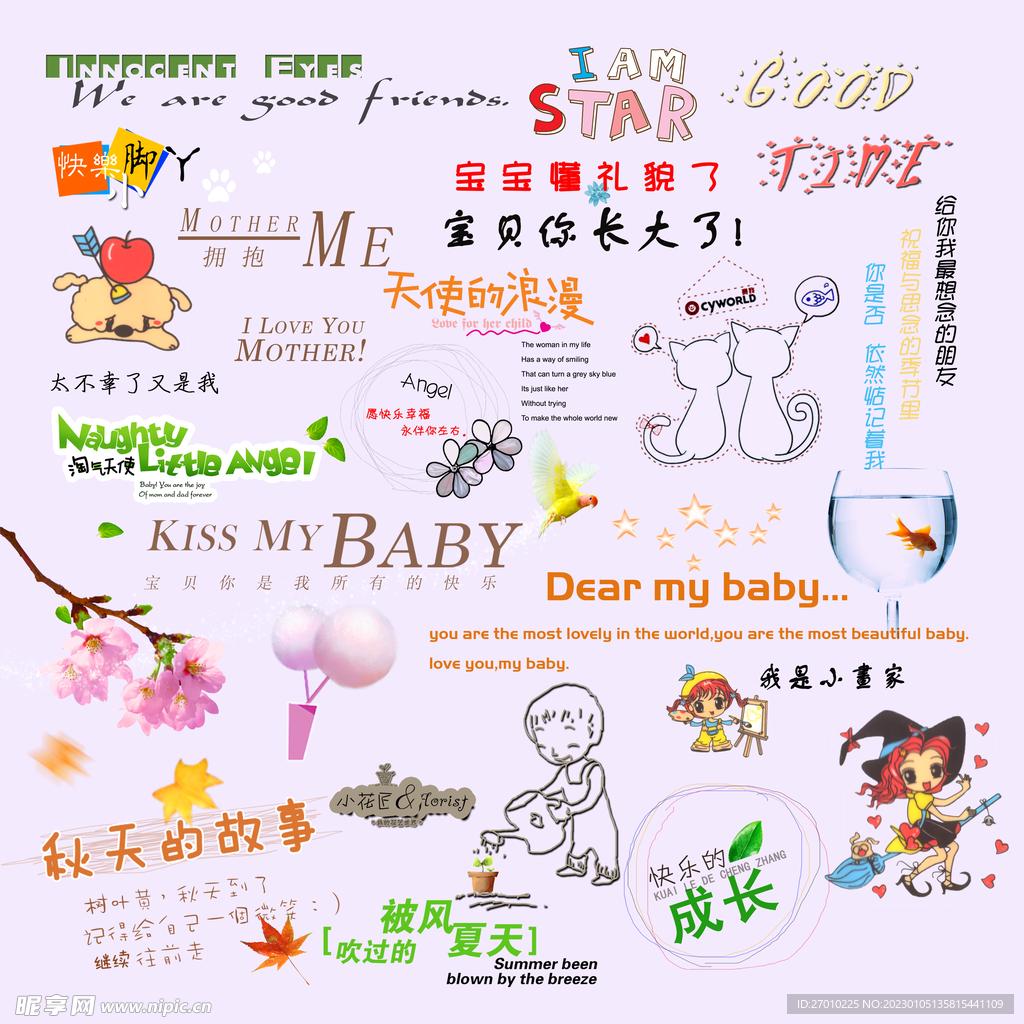 INNOCENT EYES
We are good friends.
I AM
STAR
GOOD
TIME
快樂
脚丫
宝宝懂礼貌了
宝贝你长大了!
给你我最想念的朋友
祝福与思念的季节里
你是否 依然惦记着我
MOTHER ME
拥抱
天使的浪漫
Love for her child
CYWORLD
I LOVE YOU
MOTHER!
The woman in my life
Has a way of smiling
That can turn a grey sky blue
Its just like her
Without trying
To make the whole world new
太不幸了又是我
Angel
愿快乐幸福
永伴你左右.
Naughty
淘气天使 Little Angel
Baby! You are the joy
Of mom and dad forever
KISS MY BABY
宝贝你是我所有的快乐
Dear my baby...
you are the most lovely in the world,you are the most beautiful baby.
love you,my baby.
我是小畫家
小花匠&florist
秋天的故事
树叶黄，秋天到了
记得给自己一個微笑：）
继续往前走
快乐的
KUAI LE DE CHENG ZHANG
成长
被风
[吹过的 夏天]
Summer been
blown by the breeze
昵享网 www.nipic.cn
ID:27010225 NO:20230105135815441109